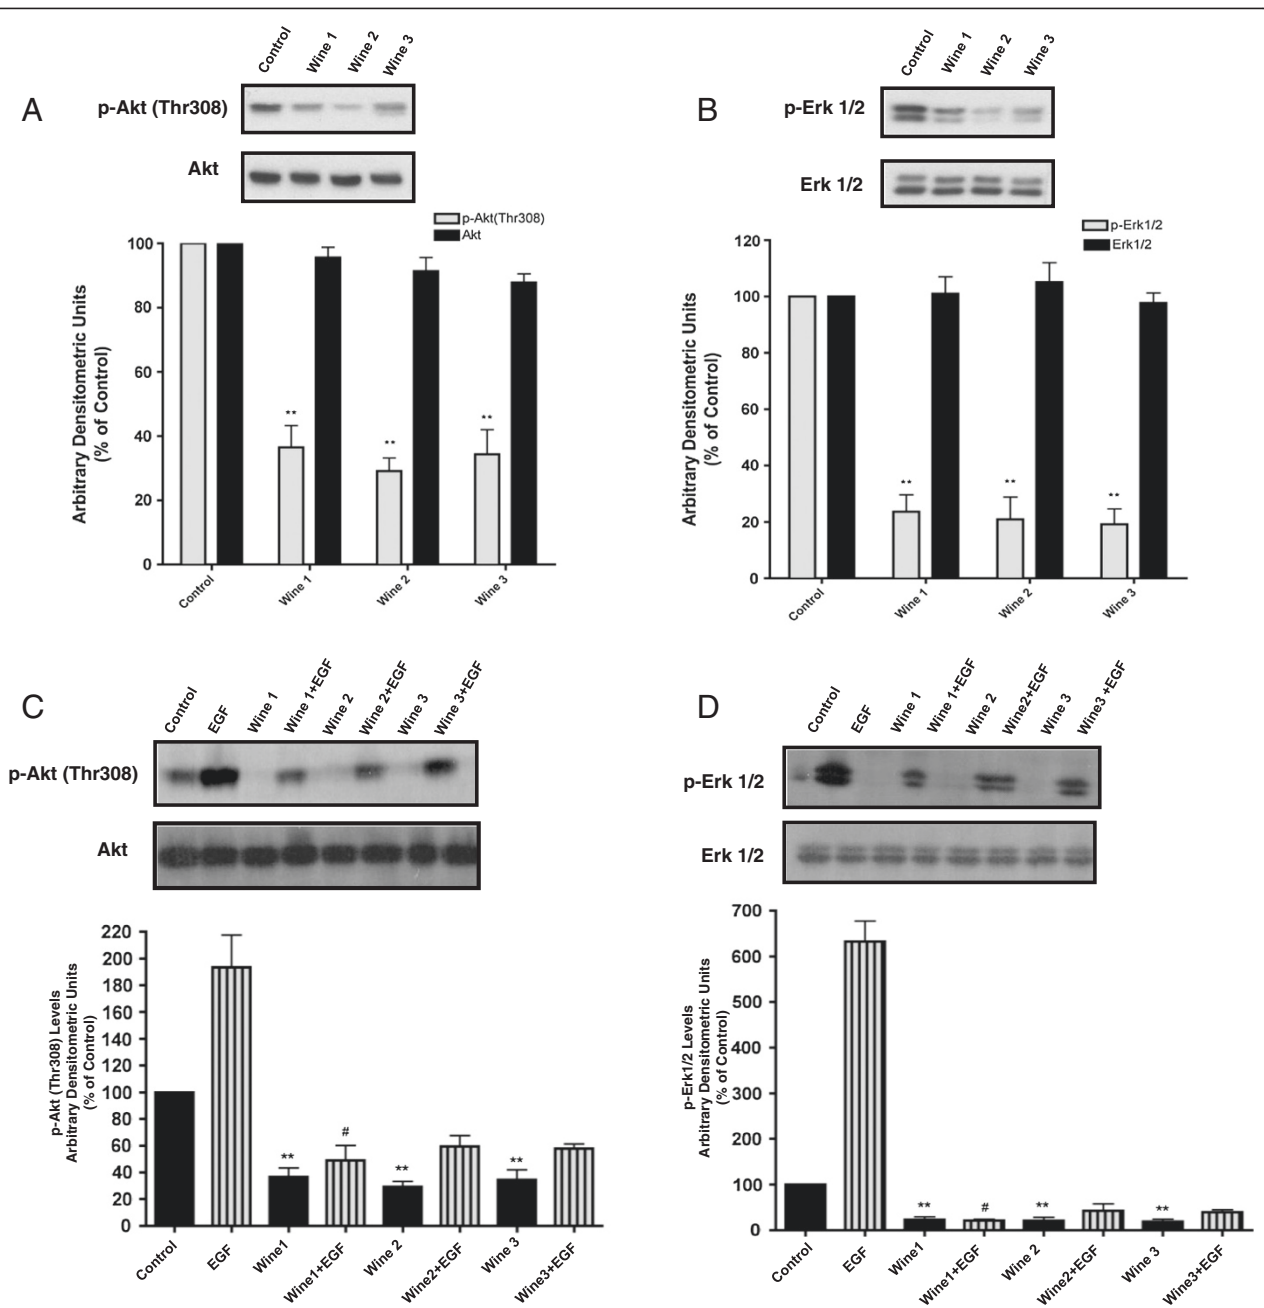 A
Control
Wine 1
Wine 2
Wine 3
p-Akt (Thr308)
Akt
p-Akt(Thr308)
Akt
Arbitrary Densitometric Units
(% of Control)
100
80
60
40
20
0
**
**
**
Control
Wine 1
Wine 2
Wine 3
B
Control
Wine 1
Wine 2
Wine 3
p-Erk 1/2
Erk 1/2
p-Erk1/2
Erk1/2
Arbitrary Densitometric Units
(% of Control)
120
100
80
60
40
20
0
**
**
**
Control
Wine 1
Wine 2
Wine 3
C
Control
EGF
Wine 1
Wine 1+EGF
Wine 2
Wine 2+EGF
Wine 3
Wine 3+EGF
p-Akt (Thr308)
Akt
p-Akt (Thr308) Levels
Arbitrary Densitometric Units
(% of Control)
220
200
180
160
140
120
100
80
60
40
20
0
**
#
**
**
Control
EGF
Wine1
Wine1+EGF
Wine 2
Wine2+EGF
Wine 3
Wine3+EGF
D
Control
EGF
Wine 1
Wine 1+EGF
Wine 2
Wine2+EGF
Wine 3
Wine3 +EGF
p-Erk 1/2
Erk 1/2
p-Erk1/2 Levels
Arbitrary Densitometric Units
(% of Control)
700
600
500
400
300
200
100
0
**
#
**
**
Control
EGF
Wine1
Wine1+EGF
Wine 2
Wine2+EGF
Wine 3
Wine3+EGF